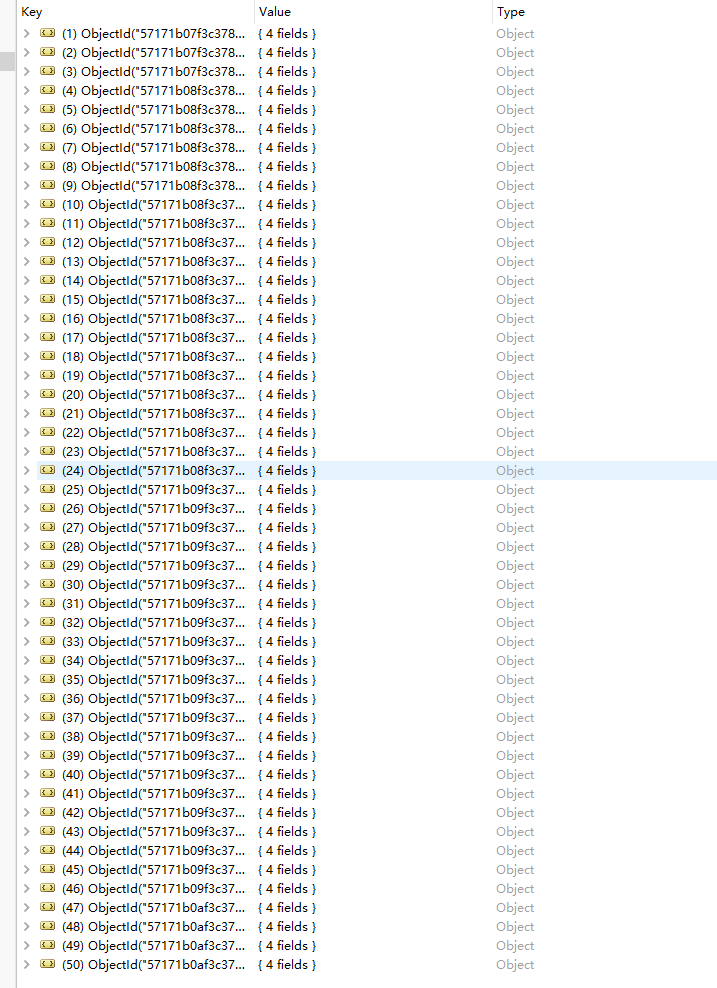 Key Value Type
(1) ObjectId("57171b07f3c378... { 4 fields } Object
(2) ObjectId("57171b07f3c378... { 4 fields } Object
(3) ObjectId("57171b07f3c378... { 4 fields } Object
(4) ObjectId("57171b08f3c378... { 4 fields } Object
(5) ObjectId("57171b08f3c378... { 4 fields } Object
(6) ObjectId("57171b08f3c378... { 4 fields } Object
(7) ObjectId("57171b08f3c378... { 4 fields } Object
(8) ObjectId("57171b08f3c378... { 4 fields } Object
(9) ObjectId("57171b08f3c378... { 4 fields } Object
(10) ObjectId("57171b08f3c37... { 4 fields } Object
(11) ObjectId("57171b08f3c37... { 4 fields } Object
(12) ObjectId("57171b08f3c37... { 4 fields } Object
(13) ObjectId("57171b08f3c37... { 4 fields } Object
(14) ObjectId("57171b08f3c37... { 4 fields } Object
(15) ObjectId("57171b08f3c37... { 4 fields } Object
(16) ObjectId("57171b08f3c37... { 4 fields } Object
(17) ObjectId("57171b08f3c37... { 4 fields } Object
(18) ObjectId("57171b08f3c37... { 4 fields } Object
(19) ObjectId("57171b08f3c37... { 4 fields } Object
(20) ObjectId("57171b08f3c37... { 4 fields } Object
(21) ObjectId("57171b08f3c37... { 4 fields } Object
(22) ObjectId("57171b08f3c37... { 4 fields } Object
(23) ObjectId("57171b08f3c37... { 4 fields } Object
(24) ObjectId("57171b08f3c37... { 4 fields } Object
(25) ObjectId("57171b09f3c37... { 4 fields } Object
(26) ObjectId("57171b09f3c37... { 4 fields } Object
(27) ObjectId("57171b09f3c37... { 4 fields } Object
(28) ObjectId("57171b09f3c37... { 4 fields } Object
(29) ObjectId("57171b09f3c37... { 4 fields } Object
(30) ObjectId("57171b09f3c37... { 4 fields } Object
(31) ObjectId("57171b09f3c37... { 4 fields } Object
(32) ObjectId("57171b09f3c37... { 4 fields } Object
(33) ObjectId("57171b09f3c37... { 4 fields } Object
(34) ObjectId("57171b09f3c37... { 4 fields } Object
(35) ObjectId("57171b09f3c37... { 4 fields } Object
(36) ObjectId("57171b09f3c37... { 4 fields } Object
(37) ObjectId("57171b09f3c37... { 4 fields } Object
(38) ObjectId("57171b09f3c37... { 4 fields } Object
(39) ObjectId("57171b09f3c37... { 4 fields } Object
(40) ObjectId("57171b09f3c37... { 4 fields } Object
(41) ObjectId("57171b09f3c37... { 4 fields } Object
(42) ObjectId("57171b09f3c37... { 4 fields } Object
(43) ObjectId("57171b09f3c37... { 4 fields } Object
(44) ObjectId("57171b09f3c37... { 4 fields } Object
(45) ObjectId("57171b09f3c37... { 4 fields } Object
(46) ObjectId("57171b09f3c37... { 4 fields } Object
(47) ObjectId("57171b0af3c37... { 4 fields } Object
(48) ObjectId("57171b0af3c37... { 4 fields } Object
(49) ObjectId("57171b0af3c37... { 4 fields } Object
(50) ObjectId("57171b0af3c37... { 4 fields } Object